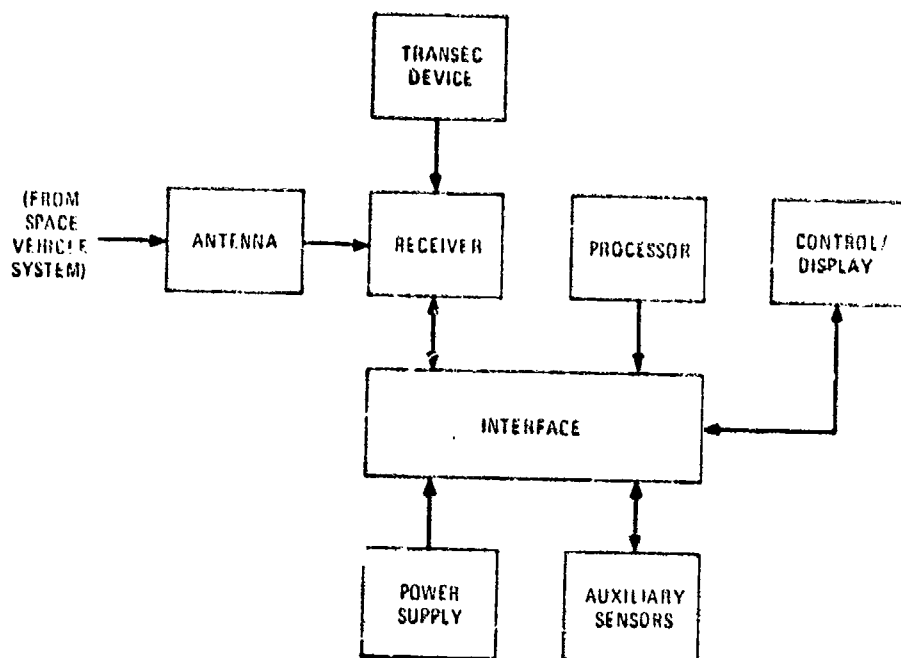 TRANSEC
DEVICE
(FROM
SPACE
VEHICLE
SYSTEM)
ANTENNA
RECEIVER
PROCESSOR
CONTROL/
DISPLAY
INTERFACE
POWER
SUPPLY
AUXILIARY
SENSORS